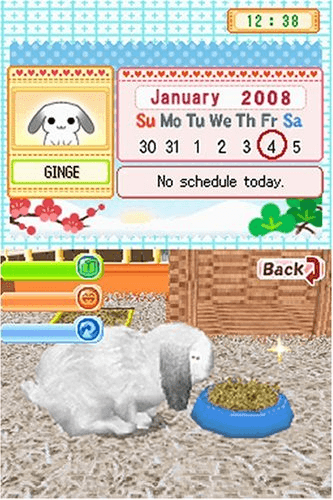 12:38
January 2008
Su Mo Tu We Th Fr Sa
30 31 1 2 3 4 5
GINGE
No schedule today.
Back